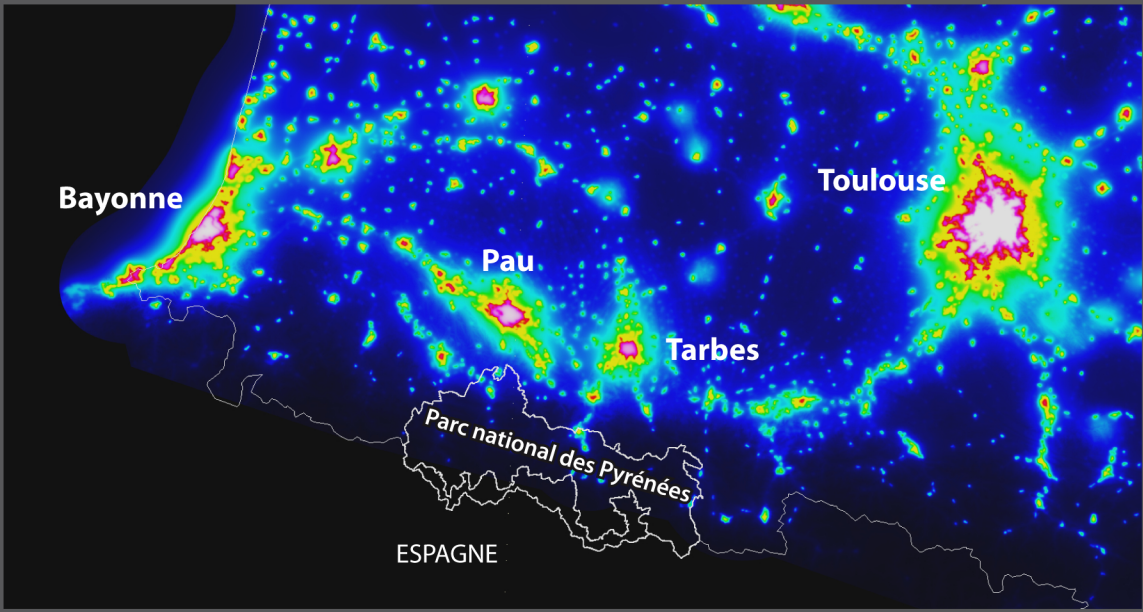 Bayonne
Toulouse
Pau
Tarbes
Parc national des Pyrénées
ESPAGNE